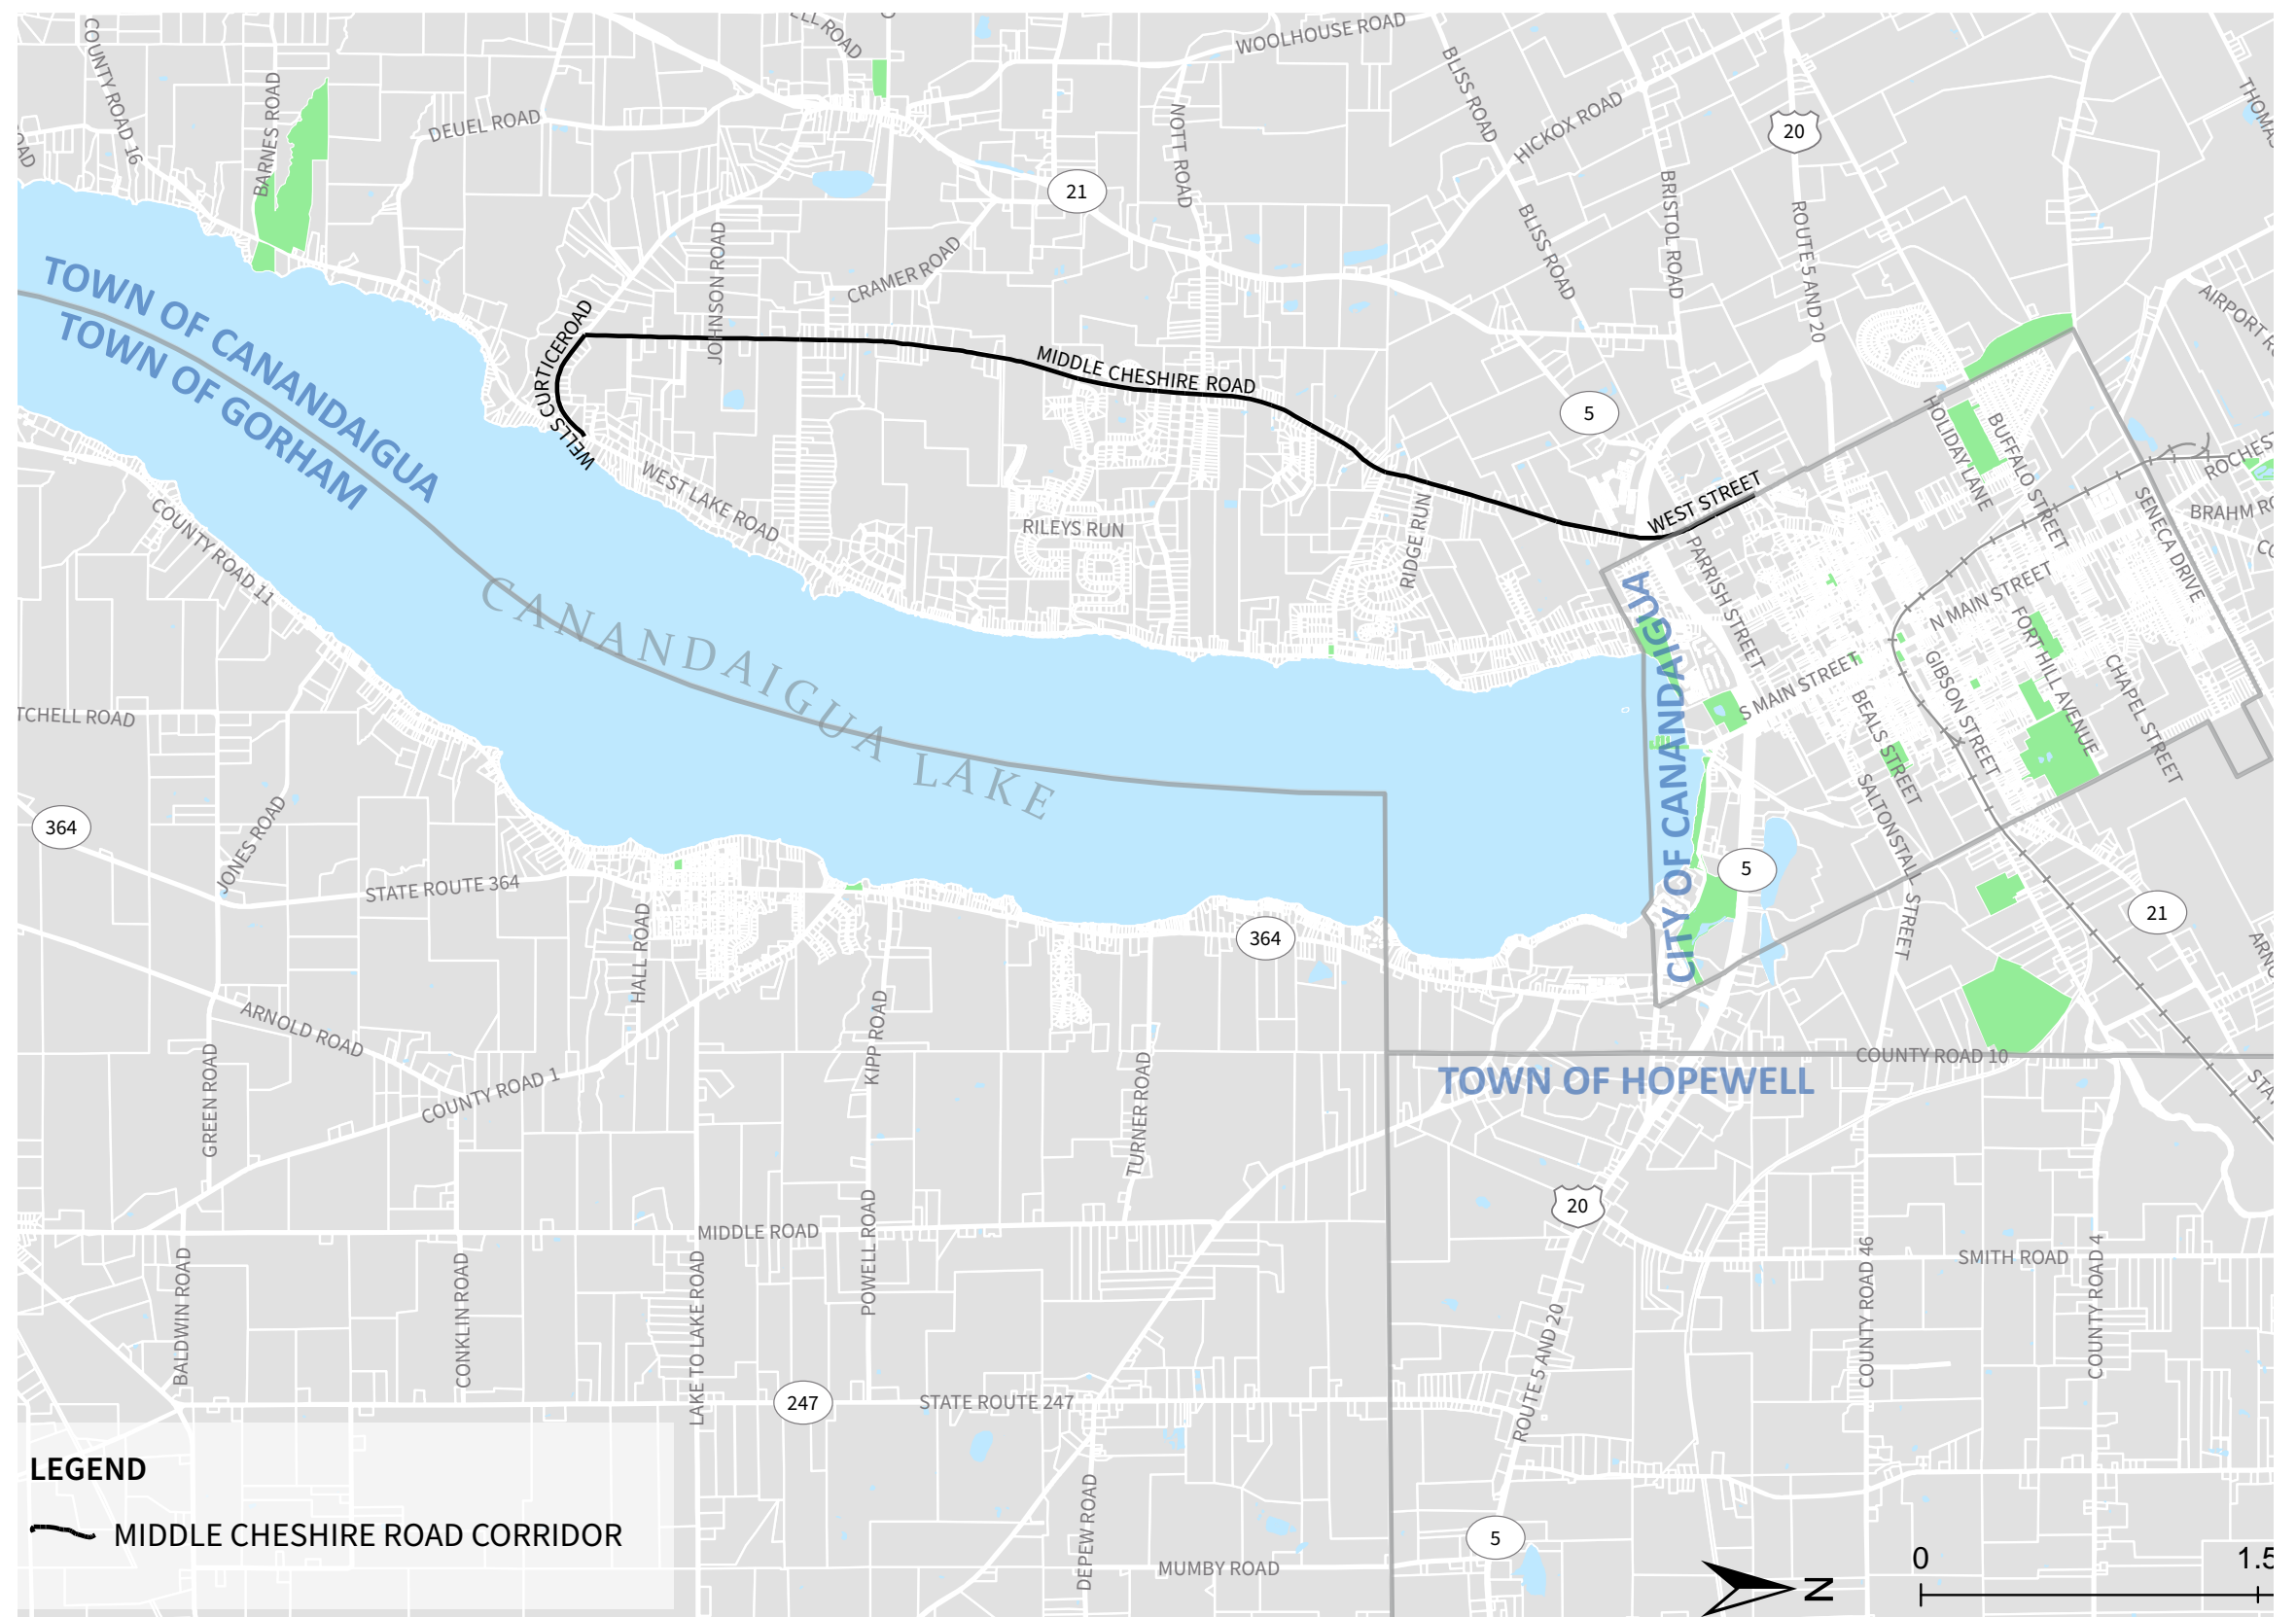 ELL ROAD
WOOLHOUSE ROAD
COUNTY ROAD 16
BARNES ROAD
DEUEL ROAD
NOTT ROAD
BLISS ROAD
HICKOX ROAD
20
21
BRISTOL ROAD
BLISS ROAD
ROUTE 5 AND 20
JOHNSON ROAD
CRAMER ROAD
AIRPORT R
TOWN OF CANANDAIGUA
TOWN OF GORHAM
WELLS CURTICE ROAD
MIDDLE CHESHIRE ROAD
5
HOLIDAY LANE
BUFFALO STREET
ROCHES
BRAHM RO
SENECA DRIVE
WEST LAKE ROAD
WEST STREET
RILEYS RUN
RIDGE RUN
COUNTY ROAD 11
PARRISH STREET
N MAIN STREET
S MAIN STREET
FORT HILL AVENUE
GIBSON STREET
CHAPEL STREET
BEALS STREET
SALTONSTALL STREET
CANANDAIGUA LAKE
CITY OF CANANDAIGUA
TCHELL ROAD
364
JONES ROAD
STATE ROUTE 364
5
21
364
HALL ROAD
ARNO
ARNOLD ROAD
KIPP ROAD
GREEN ROAD
COUNTY ROAD 1
TURNER ROAD
COUNTY ROAD 10
TOWN OF HOPEWELL
STA
20
MIDDLE ROAD
POWELL ROAD
SMITH ROAD
BALDWIN ROAD
CONKLIN ROAD
LAKE TO LAKE ROAD
COUNTY ROAD 46
COUNTY ROAD 4
ROUTE 5 AND 20
247
STATE ROUTE 247
DEPEW ROAD
5
MUMBY ROAD
LEGEND
MIDDLE CHESHIRE ROAD CORRIDOR
N
0
1.5